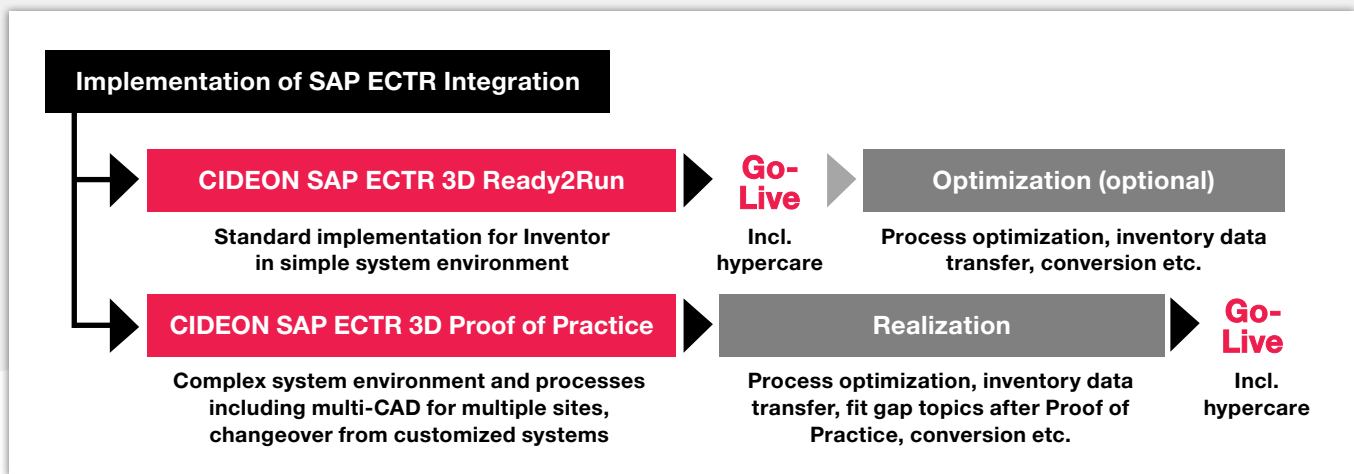 Implementation of SAP ECTR Integration
CIDEON SAP ECTR 3D Ready2Run
Go-
Live
Optimization (optional)
Standard implementation for Inventor
in simple system environment
Incl.
hypercare
Process optimization, inventory data
transfer, conversion etc.
CIDEON SAP ECTR 3D Proof of Practice
Realization
Go-
Live
Complex system environment and processes
including multi-CAD for multiple sites,
changeover from customized systems
Process optimization, inventory data
transfer, fit gap topics after Proof of
Practice, conversion etc.
Incl.
hypercare